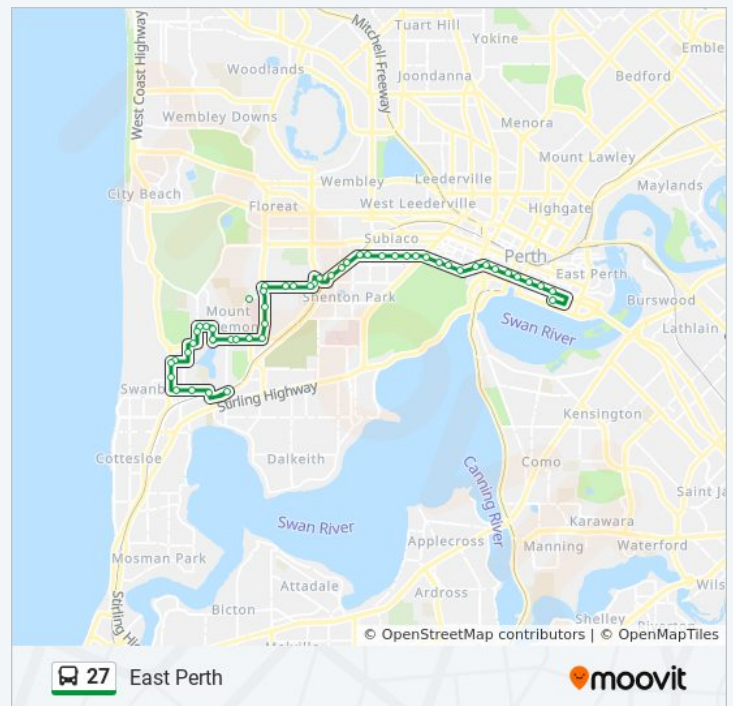 Tuart Hill
Yokine
Emble
West Coast Highway
Mitchell-Freeway
Woodlands
Joondanna
Bedford
Wembley Downs
Menora
Mount Lawley
City Beach
Wembley
Leederville
Maylands
Floreat
West Leederville
Highgate
Subiaco
Perth
East Perth
Shenton Park
Burswood
Mount
Swan River
Lathlain
Swanb
Stirling Highway
Kensington
Cottesloe
Dalkeith
Canning River
Como
Saint Ja
Swan River
Karawara
Applecross
Manning
Waterford
Mosman Park
Attadale
Ardross
Wils
Stirling Hi
Bicton
Shelley
© OpenStreetMap contributors | © OpenMapTiles
27 East Perth
moovit